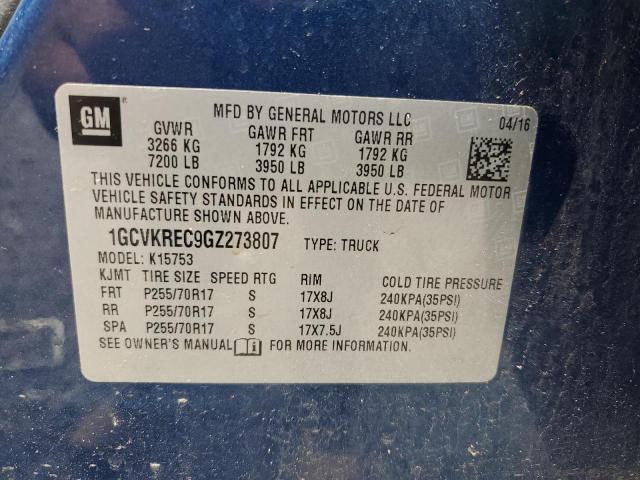 GM
MFD BY GENERAL MOTORS LLC 04/16
GVWR GAWR FRT GAWR RR
3266 KG 1792 KG 1792 KG
7200 LB 3950 LB 3950 LB
THIS VEHICLE CONFORMS TO ALL APPLICABLE U.S. FEDERAL MOTOR
VEHICLE SAFETY STANDARDS IN EFFECT ON THE DATE OF
MANUFACTURE SHOWN ABOVE.
1GCVKREC9GZ273807 TYPE: TRUCK
MODEL: K15753
KJMT TIRE SIZE SPEED RTG RIM COLD TIRE PRESSURE
FRT P255/70R17 S 17X8J 240KPA(35PSI)
RR P255/70R17 S 17X8J 240KPA(35PSI)
SPA P255/70R17 S 17X7.5J 240KPA(35PSI)
SEE OWNER'S MANUAL FOR MORE INFORMATION.